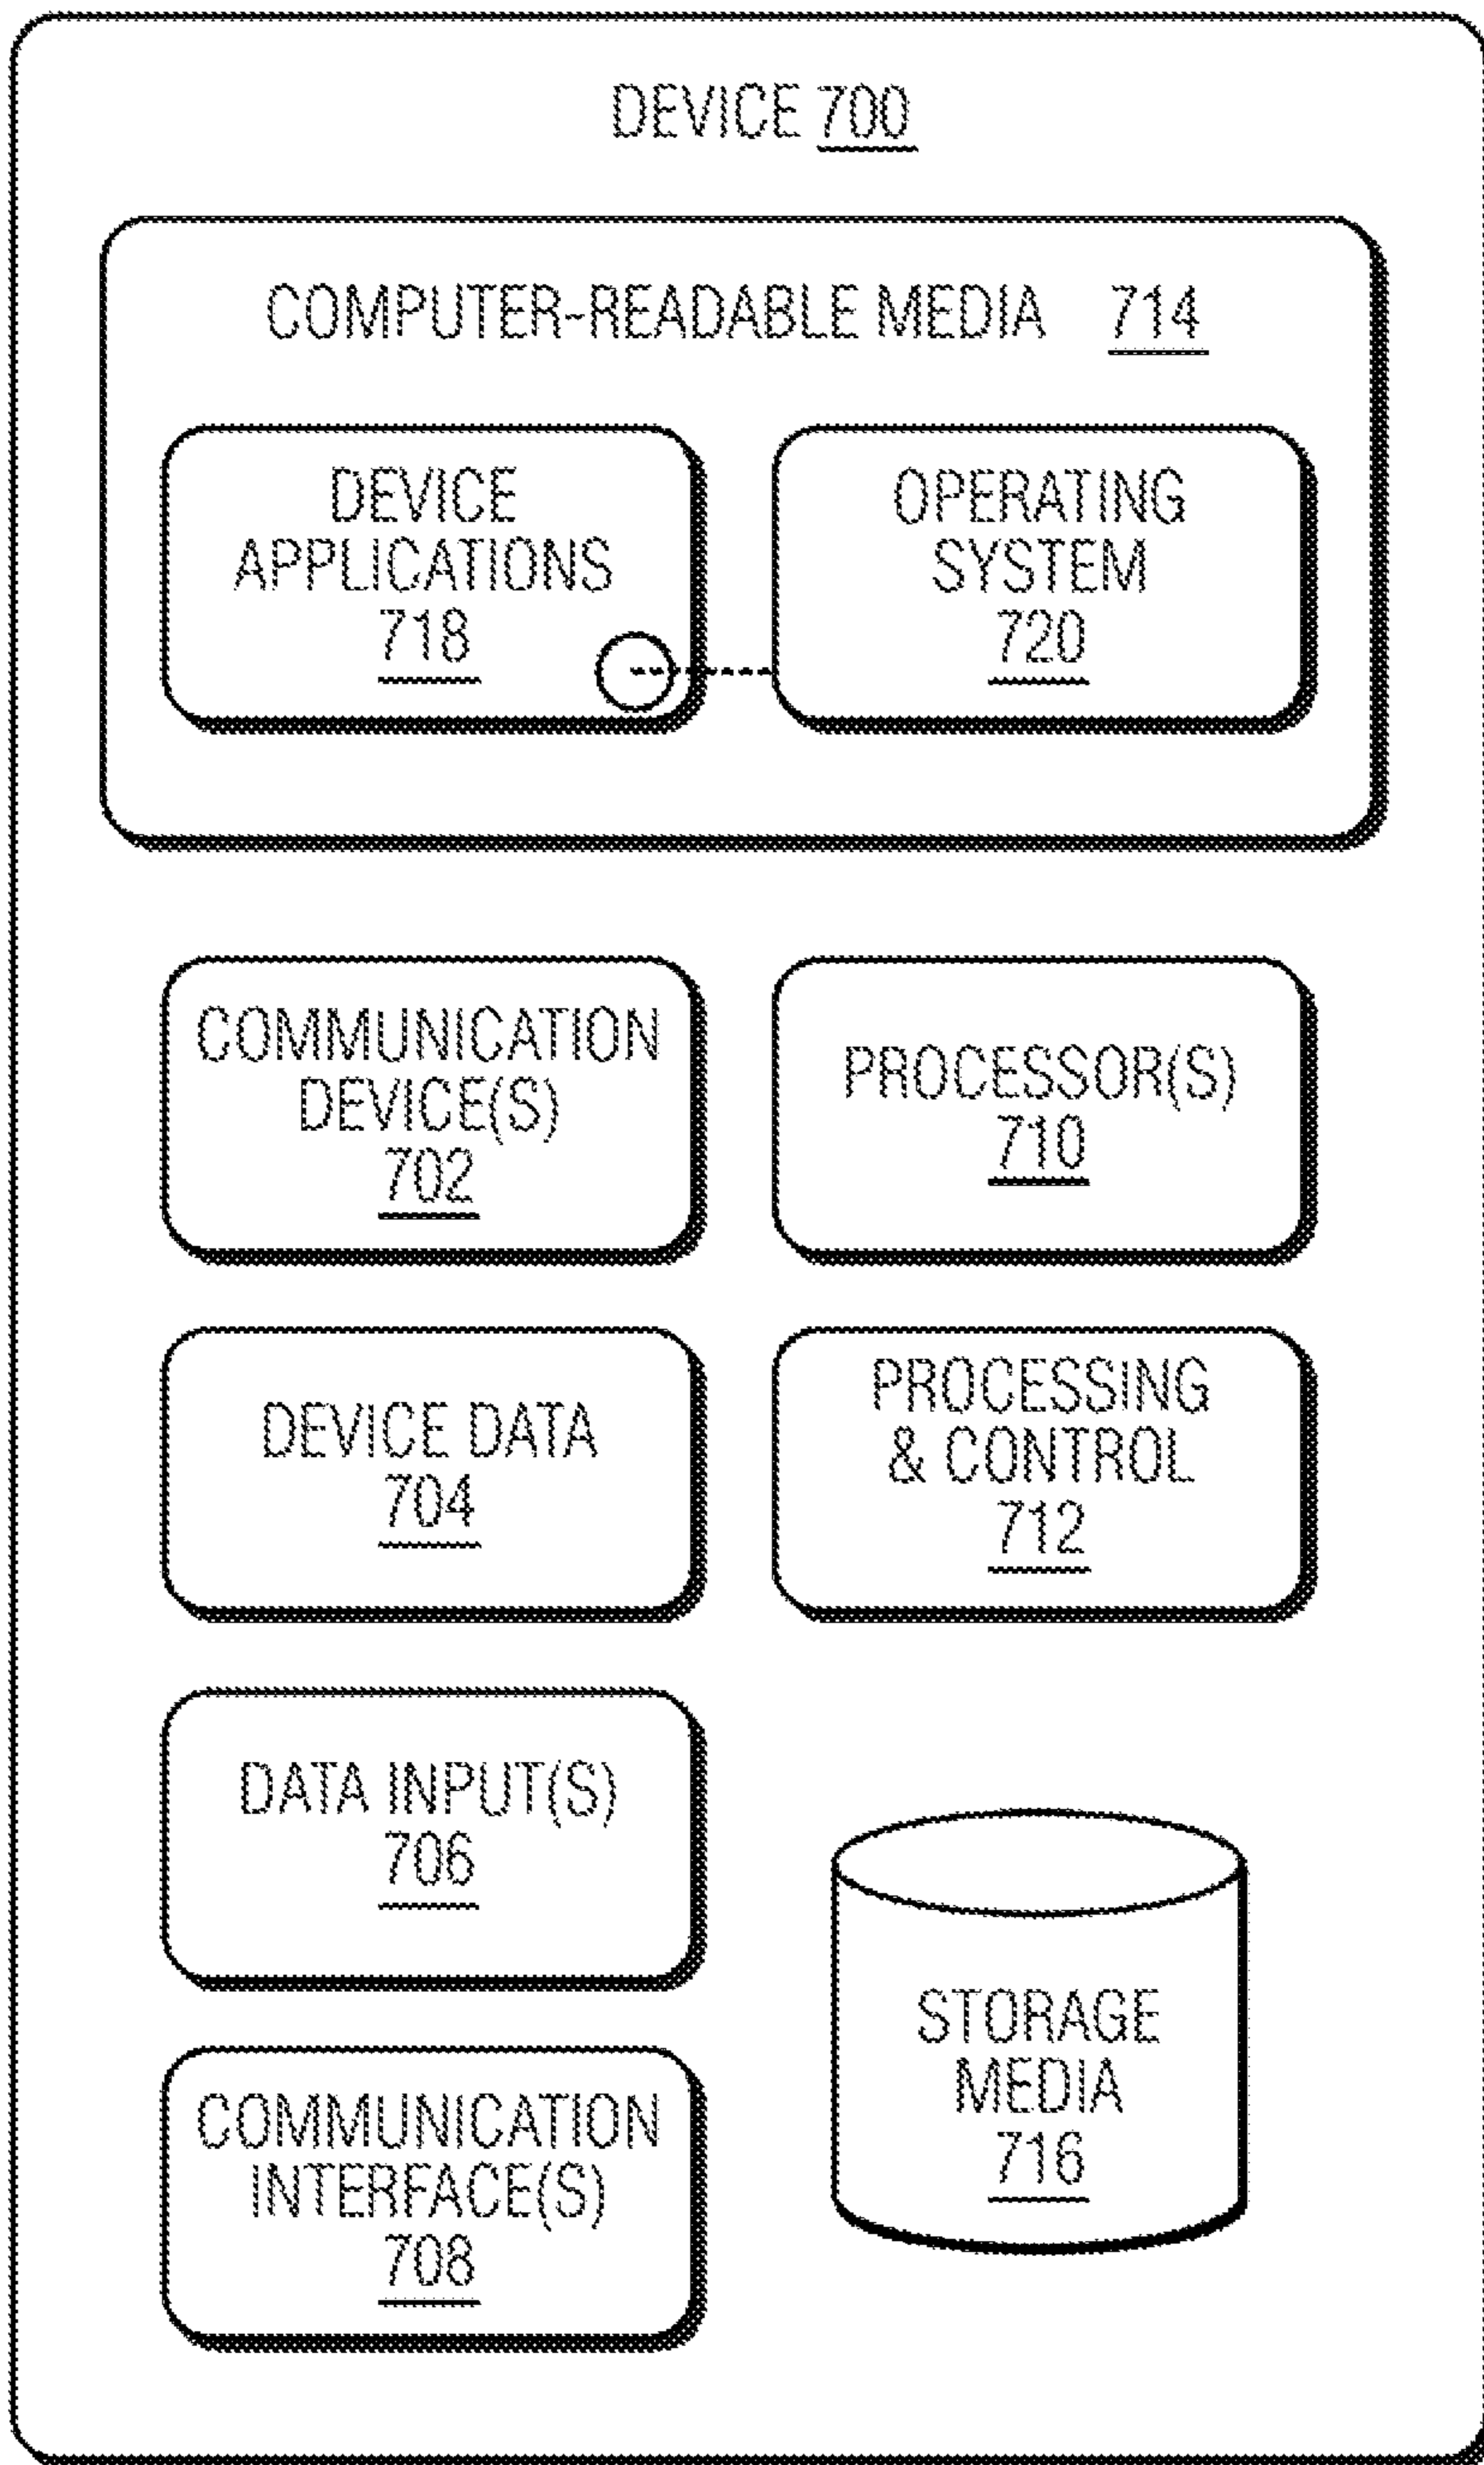 DEVICE 700
COMPUTER-READABLE MEDIA 714
DEVICE
APPLICATIONS
718
OPERATING
SYSTEM
720
COMMUNICATION
DEVICE(S)
702
PROCESSOR(S)
710
DEVICE DATA
704
PROCESSING
& CONTROL
712
DATA INPUT(S)
706
STORAGE
MEDIA
716
COMMUNICATION
INTERFACE(S)
708